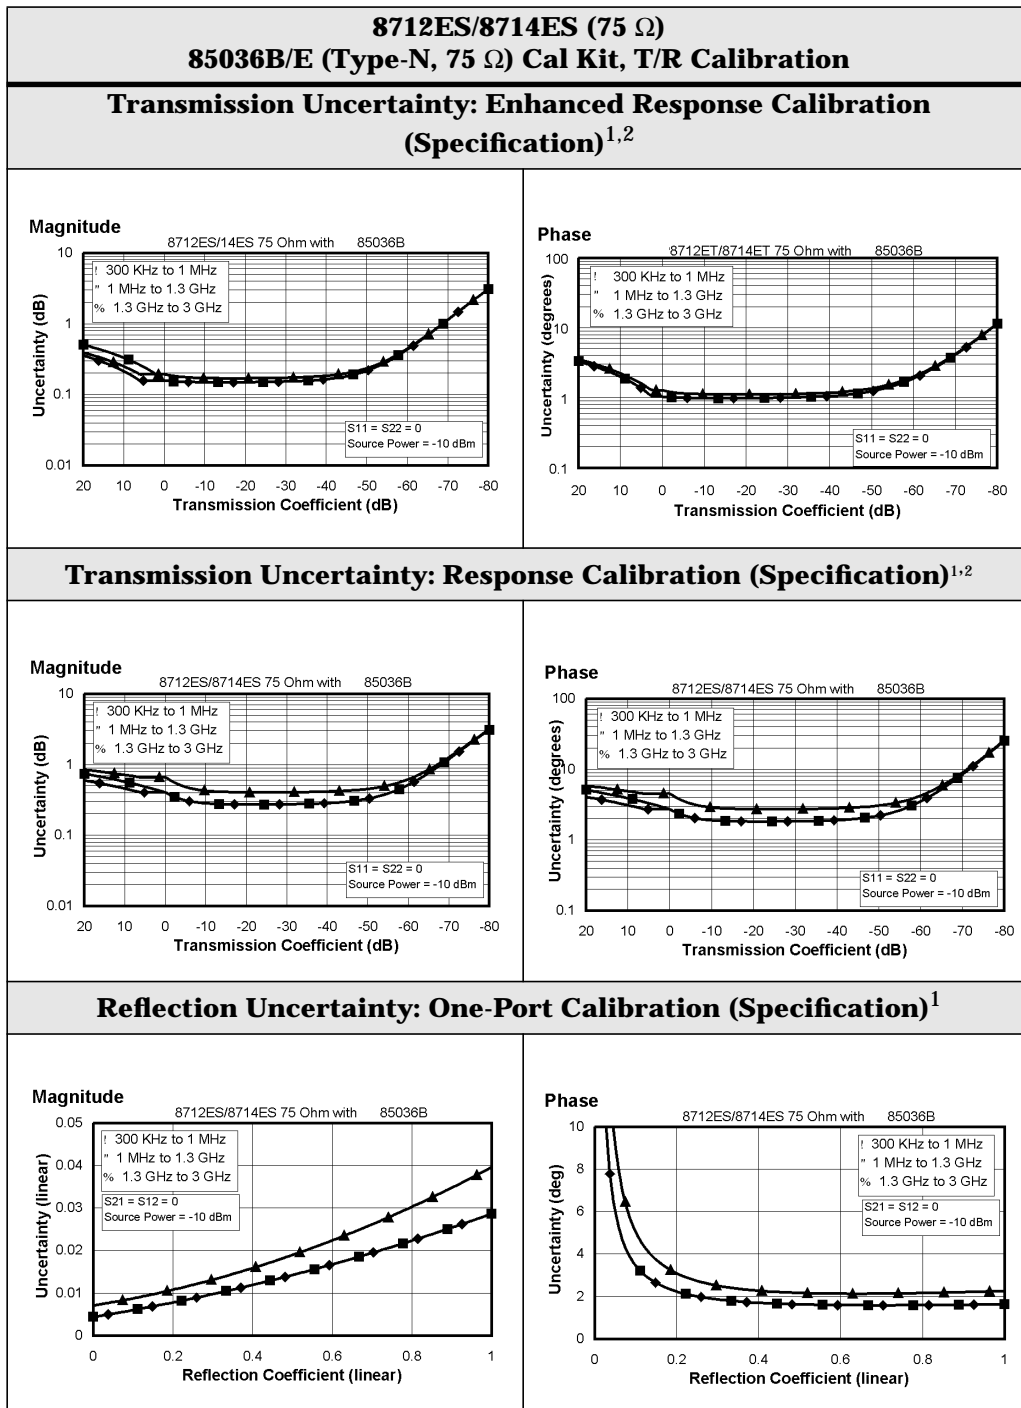 8712ES/8714ES (75 Ω)
85036B/E (Type-N, 75 Ω) Cal Kit, T/R Calibration
Transmission Uncertainty: Enhanced Response Calibration
(Specification)1,2
Magnitude
8712ES/14ES 75 Ohm with 85036B
Uncertainty (dB)
10
1
0.1
0.01
! 300 KHz to 1 MHz
" 1 MHz to 1.3 GHz
% 1.3 GHz to 3 GHz
S11 = S22 = 0
Source Power = -10 dBm
20 10 0 -10 -20 -30 -40 -50 -60 -70 -80
Transmission Coefficient (dB)
Phase
8712ET/8714ET 75 Ohm with 85036B
Uncertainty (degrees)
100
10
1
0.1
! 300 KHz to 1 MHz
" 1 MHz to 1.3 GHz
% 1.3 GHz to 3 GHz
S11 = S22 = 0
Source Power = -10 dBm
20 10 0 -10 -20 -30 -40 -50 -60 -70 -80
Transmission Coefficient (dB)
Transmission Uncertainty: Response Calibration (Specification)1,2
Magnitude
8712ES/8714ES 75 Ohm with 85036B
Uncertainty (dB)
10
1
0.1
0.01
! 300 KHz to 1 MHz
" 1 MHz to 1.3 GHz
% 1.3 GHz to 3 GHz
S11 = S22 = 0
Source Power = -10 dBm
20 10 0 -10 -20 -30 -40 -50 -60 -70 -80
Transmission Coefficient (dB)
Phase
8712ES/8714ES 75 Ohm with 85036B
Uncertainty (degrees)
100
10
1
0.1
! 300 KHz to 1 MHz
" 1 MHz to 1.3 GHz
% 1.3 GHz to 3 GHz
S11 = S22 = 0
Source Power = -10 dBm
20 10 0 -10 -20 -30 -40 -50 -60 -70 -80
Transmission Coefficient (dB)
Reflection Uncertainty: One-Port Calibration (Specification)1
Magnitude
8712ES/8714ES 75 Ohm with 85036B
Uncertainty (linear)
0.05
0.04
0.03
0.02
0.01
0
! 300 KHz to 1 MHz
" 1 MHz to 1.3 GHz
% 1.3 GHz to 3 GHz
S21 = S12 = 0
Source Power = -10 dBm
0 0.2 0.4 0.6 0.8 1
Reflection Coefficient (linear)
Phase
8712ES/8714ES 75 Ohm with 85036B
Uncertainty (deg)
10
8
6
4
2
0
! 300 KHz to 1 MHz
" 1 MHz to 1.3 GHz
% 1.3 GHz to 3 GHz
S21 = S12 = 0
Source Power = -10 dBm
0 0.2 0.4 0.6 0.8 1
Reflection Coefficient (linear)